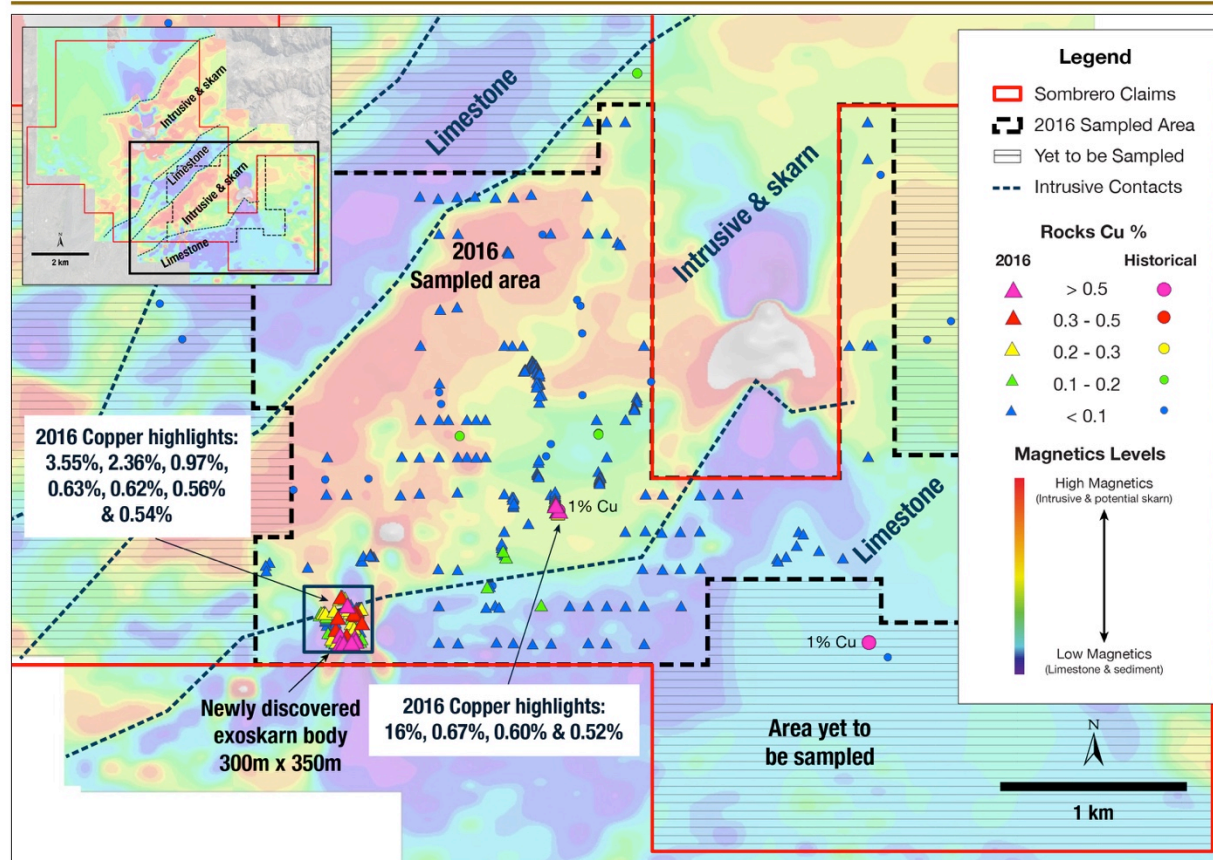 Intrusive & skarn
Limestone
Intrusive & skarn
Limestone
N
2 km
Limestone
Intrusive & skarn
2016
Sampled area
2016 Copper highlights:
3.55%, 2.36%, 0.97%,
0.63%, 0.62%, 0.56%
& 0.54%
1% Cu
Limestone
1% Cu
Newly discovered
exoskarn body
300m x 350m
2016 Copper highlights:
16%, 0.67%, 0.60% & 0.52%
Area yet to
be sampled
Legend
Sombrero Claims
2016 Sampled Area
Yet to be Sampled
Intrusive Contacts
Rocks Cu %
2016 Historical
> 0.5
0.3 - 0.5
0.2 - 0.3
0.1 - 0.2
< 0.1
Magnetics Levels
High Magnetics
(Intrusive & potential skarn)
Low Magnetics
(Limestone & sediment)
N
1 km